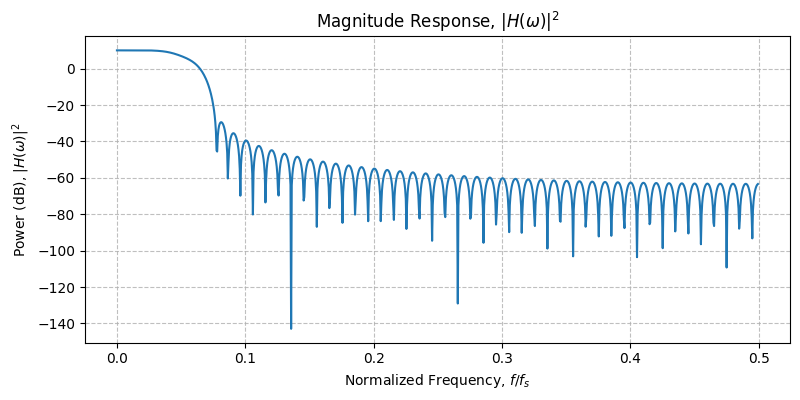 Magnitude Response, |H(ω)|²
Power (dB), |H(ω)|²
0
−20
−40
−60
−80
−100
−120
−140
0.0 0.1 0.2 0.3 0.4 0.5
Normalized Frequency, f/fₛ